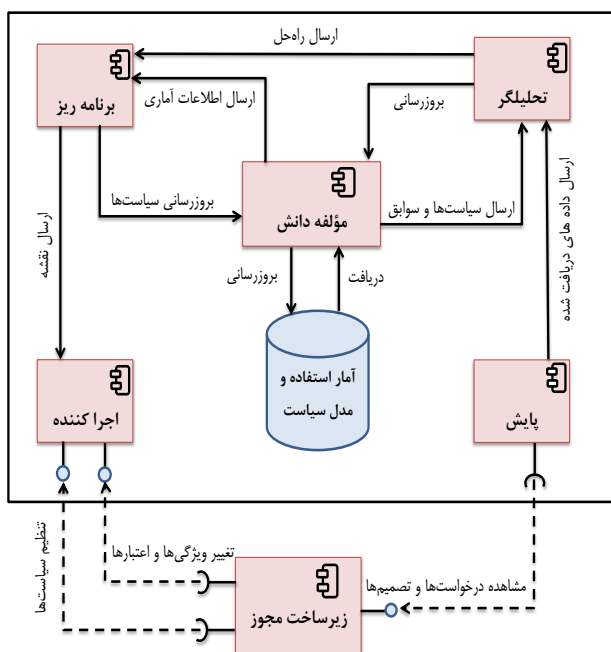 ارسال راه‌حل
تحلیلگر
برنامه ریز
ارسال اطلاعات آماری
بروزرسانی
مؤلفه دانش
ارسال سیاست‌ها و سوابق
بروزرسانی سیاست‌ها
ارسال داده های دریافت شده
ارسال نقشه
دریافت
بروزرسانی
آمار استفاده و
مدل سیاست
پایش
اجرا کننده
تنظیم سیاست‌ها
تغییر ویژگی‌ها و اعتبارها
مشاهده درخواست‌ها و تصمیم‌ها
زیرساخت مجوز